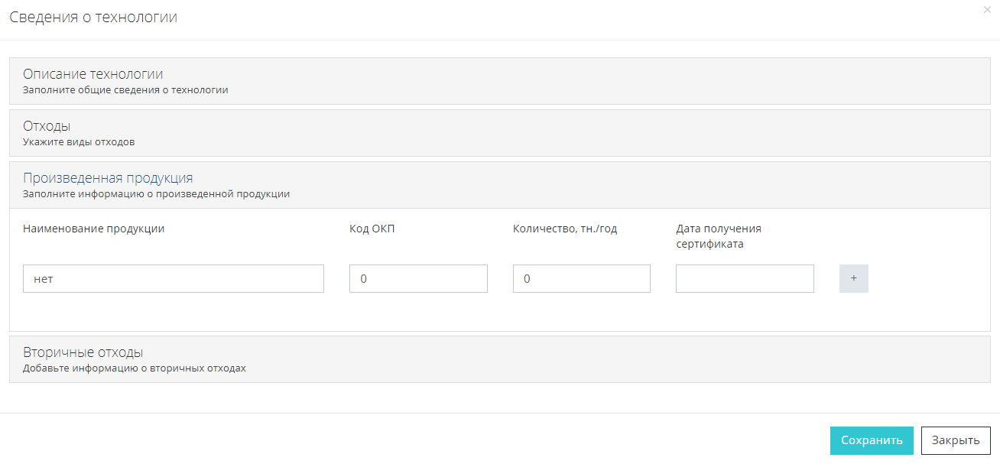 Сведения о технологии
×
Описание технологии
Заполните общие сведения о технологии
Отходы
Укажите виды отходов
Произведенная продукция
Заполните информацию о произведенной продукции
Наименование продукции
Код ОКП
Количество, тн./год
Дата получения
сертификата
нет
0
0
+
Вторичные отходы
Добавьте информацию о вторичных отходах
Сохранить
Закрыть